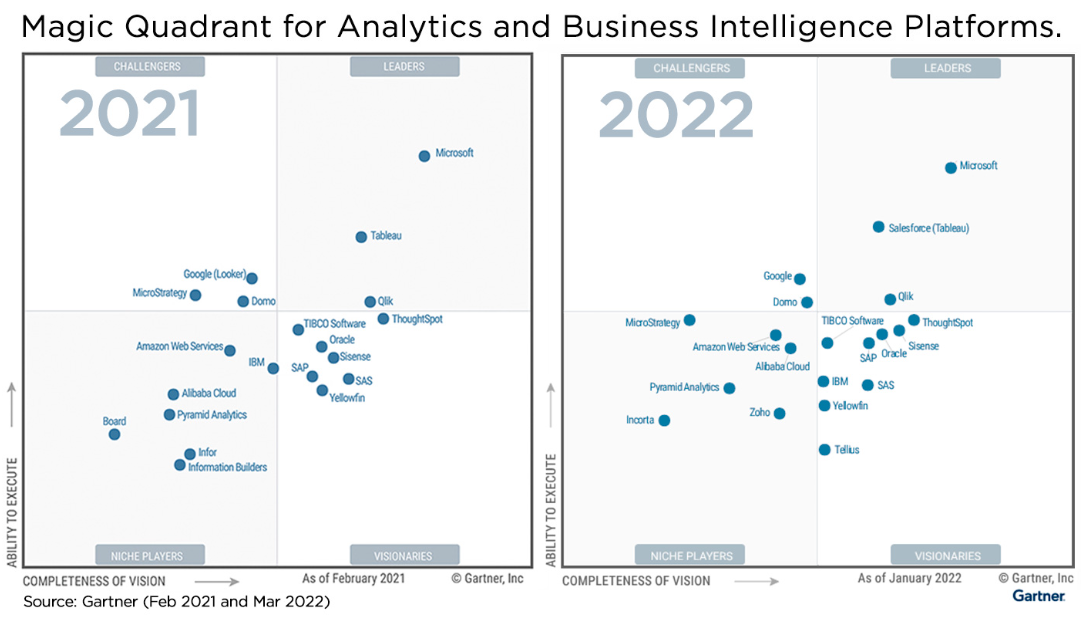 Magic Quadrant for Analytics and Business Intelligence Platforms.
CHALLENGERS
LEADERS
2021
Microsoft
Tableau
Google (Looker)
MicroStrategy
Domo
Qlik
ThoughtSpot
TIBCO Software
Oracle
Amazon Web Services
Sisense
IBM
SAP
SAS
Alibaba Cloud
Yellowfin
Pyramid Analytics
Board
Infor
Information Builders
NICHE PLAYERS
VISIONARIES
ABILITY TO EXECUTE
COMPLETENESS OF VISION
As of February 2021
© Gartner, Inc
CHALLENGERS
LEADERS
2022
Microsoft
Salesforce (Tableau)
Google
Domo
Qlik
MicroStrategy
TIBCO Software
ThoughtSpot
Amazon Web Services
Sisense
SAP
Oracle
Alibaba Cloud
IBM
SAS
Pyramid Analytics
Yellowfin
Zoho
Incorta
Tellius
NICHE PLAYERS
VISIONARIES
ABILITY TO EXECUTE
COMPLETENESS OF VISION
As of January 2022
© Gartner, Inc
Gartner
Source: Gartner (Feb 2021 and Mar 2022)